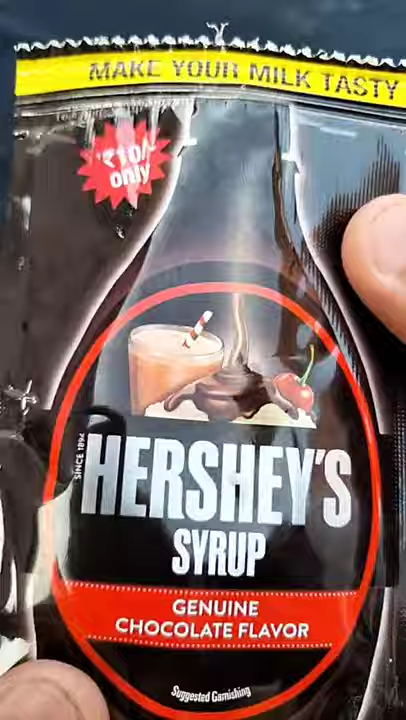 MAKE YOUR MILK TASTY
₹10/-
only
SINCE 1894
HERSHEY'S
SYRUP
GENUINE
CHOCOLATE FLAVOR
Suggested Garnishing